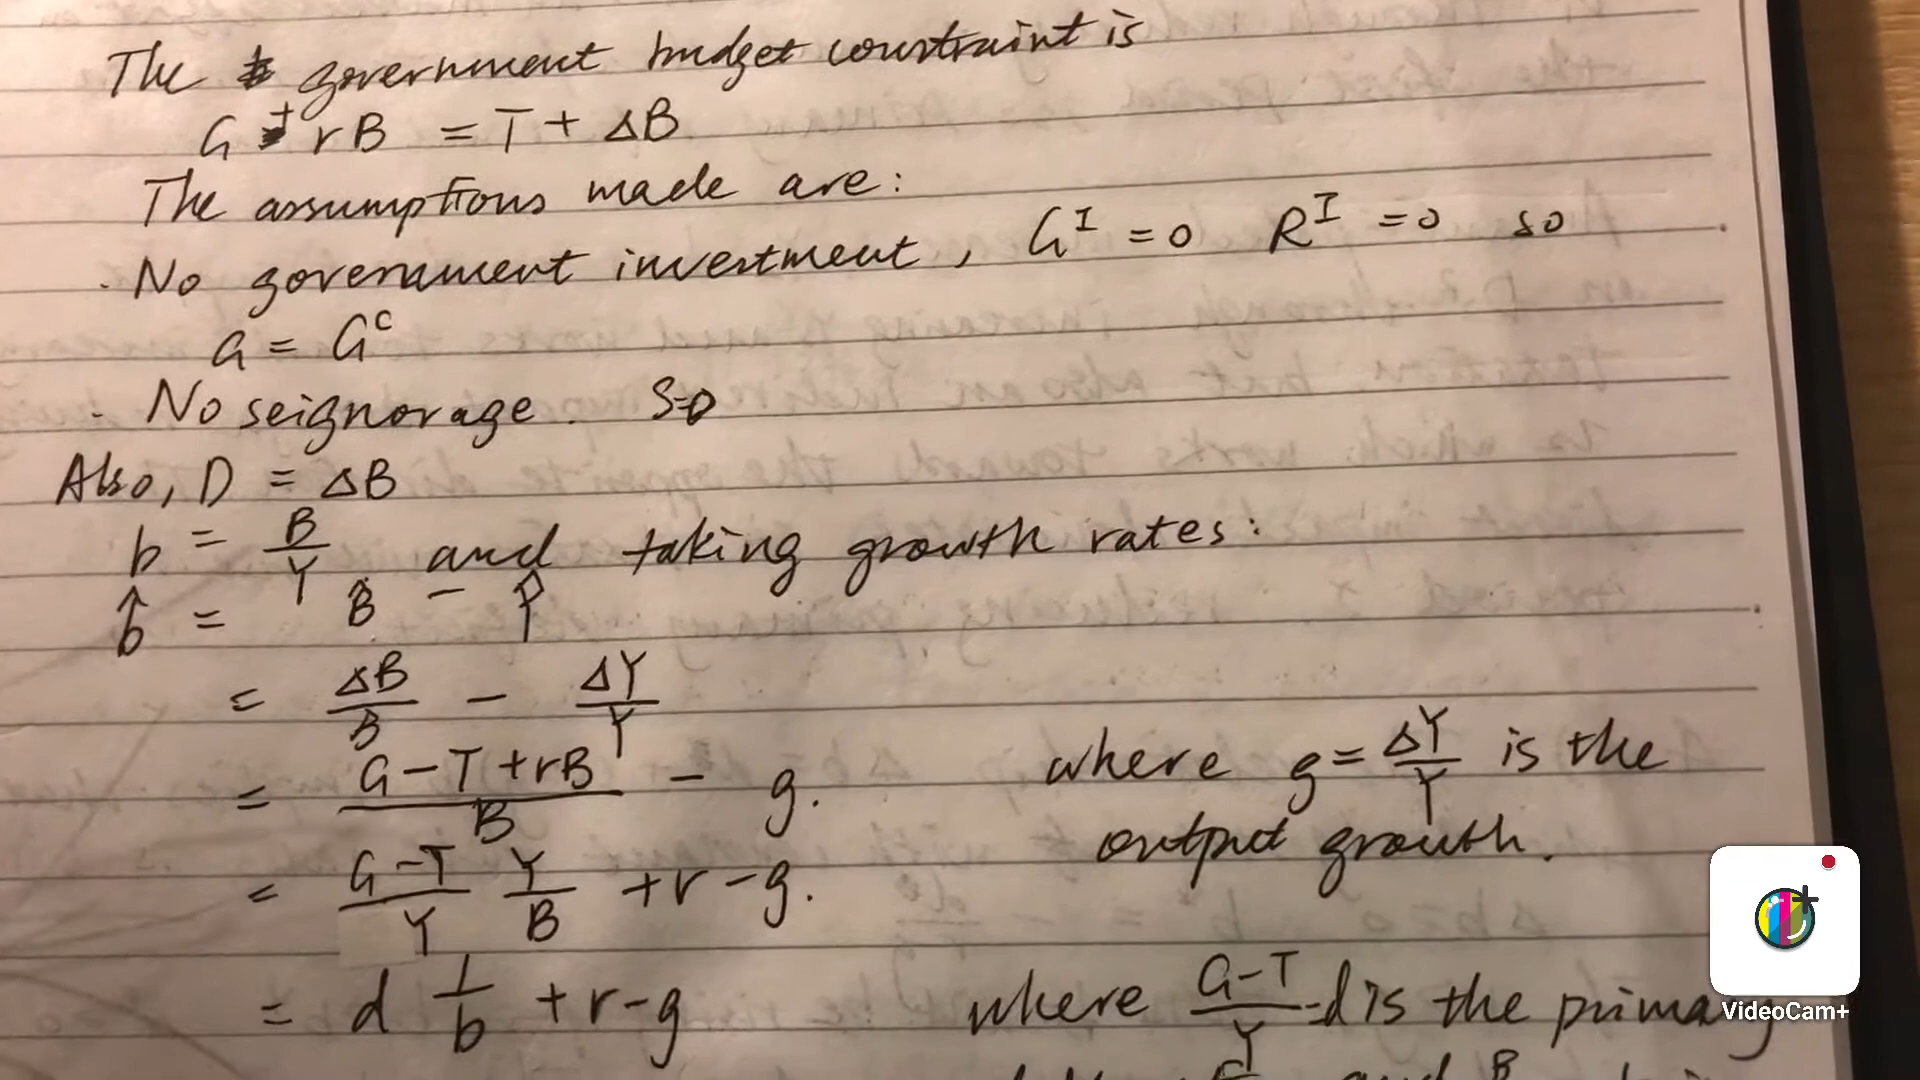 The government budget constraint is
G + rB = T + ΔB
The assumptions made are:
· No government investment, G^I = 0 R^I = 0 so
G = G^c
· No seignorage. S=0
Also, D = ΔB
b = B/Y and taking growth rates:
b̂ = B̂ - Ŷ
= ΔB/B - ΔY/Y
= (G-T+rB)/B - g. where g = ΔY/Y is the
output growth.
= (G-T)/Y Y/B + r - g.
= d 1/b + r - g where (G-T)/Y = d is the primary
VideoCam+